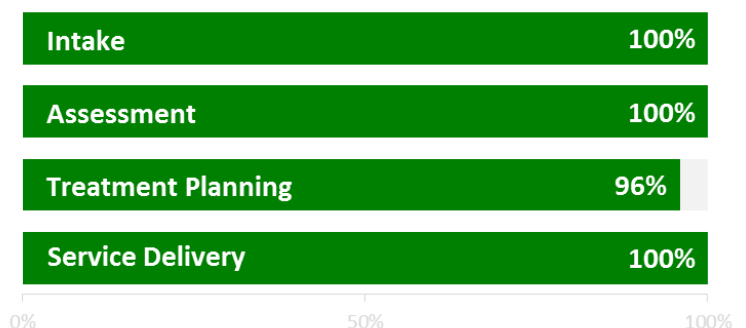 Intake 100%
Assessment 100%
Treatment Planning 96%
Service Delivery 100%
0% 50% 100%